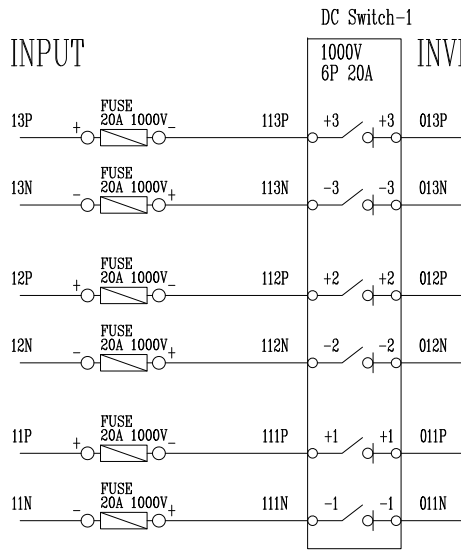 DC Switch-1
INPUT
1000V
6P 20A
INV
13P + FUSE 20A 1000V - 113P +3 +3 013P
13N - FUSE 20A 1000V + 113N -3 -3 013N
12P + FUSE 20A 1000V - 112P +2 +2 012P
12N - FUSE 20A 1000V + 112N -2 -2 012N
11P + FUSE 20A 1000V - 111P +1 +1 011P
11N - FUSE 20A 1000V + 111N -1 -1 011N